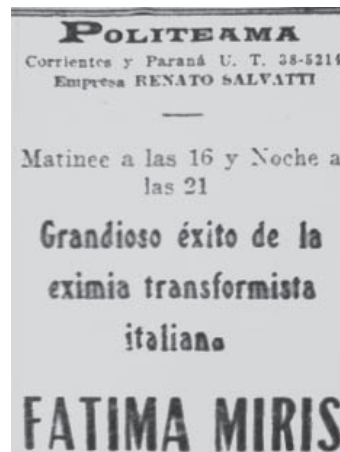 POLITEAMA
Corrientes y Paraná U. T. 38-5214
Empresa RENATO SALVATTI
Matinee a las 16 y Noche a
las 21
Grandioso éxito de la
eximia transformista
italiana
FATIMA MIRIS